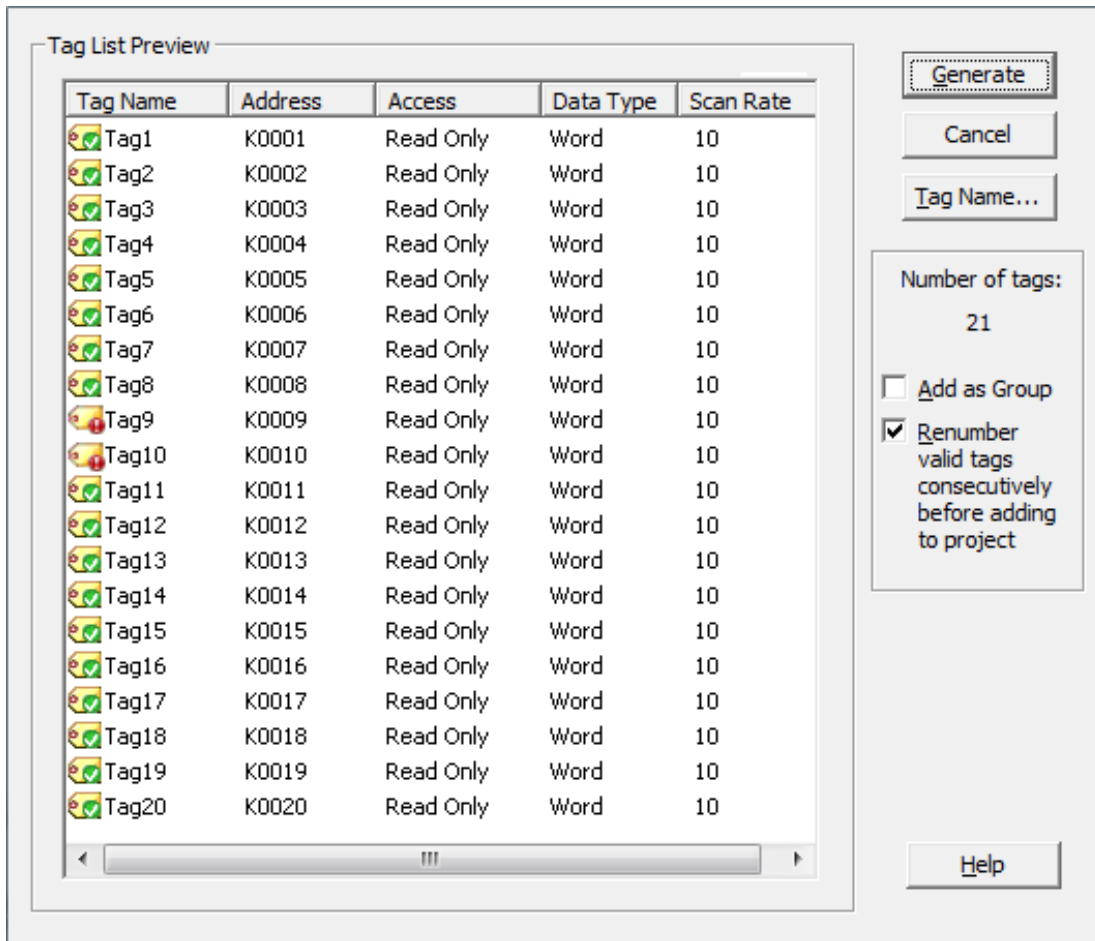 Tag List Preview
Generate
Cancel
Tag Name...
Tag Name Address Access Data Type Scan Rate
Tag1 K0001 Read Only Word 10
Tag2 K0002 Read Only Word 10
Tag3 K0003 Read Only Word 10
Tag4 K0004 Read Only Word 10
Tag5 K0005 Read Only Word 10
Tag6 K0006 Read Only Word 10
Tag7 K0007 Read Only Word 10
Tag8 K0008 Read Only Word 10
Tag9 K0009 Read Only Word 10
Tag10 K0010 Read Only Word 10
Tag11 K0011 Read Only Word 10
Tag12 K0012 Read Only Word 10
Tag13 K0013 Read Only Word 10
Tag14 K0014 Read Only Word 10
Tag15 K0015 Read Only Word 10
Tag16 K0016 Read Only Word 10
Tag17 K0017 Read Only Word 10
Tag18 K0018 Read Only Word 10
Tag19 K0019 Read Only Word 10
Tag20 K0020 Read Only Word 10
Number of tags:
21
Add as Group
Renumber
valid tags
consecutively
before adding
to project
Help